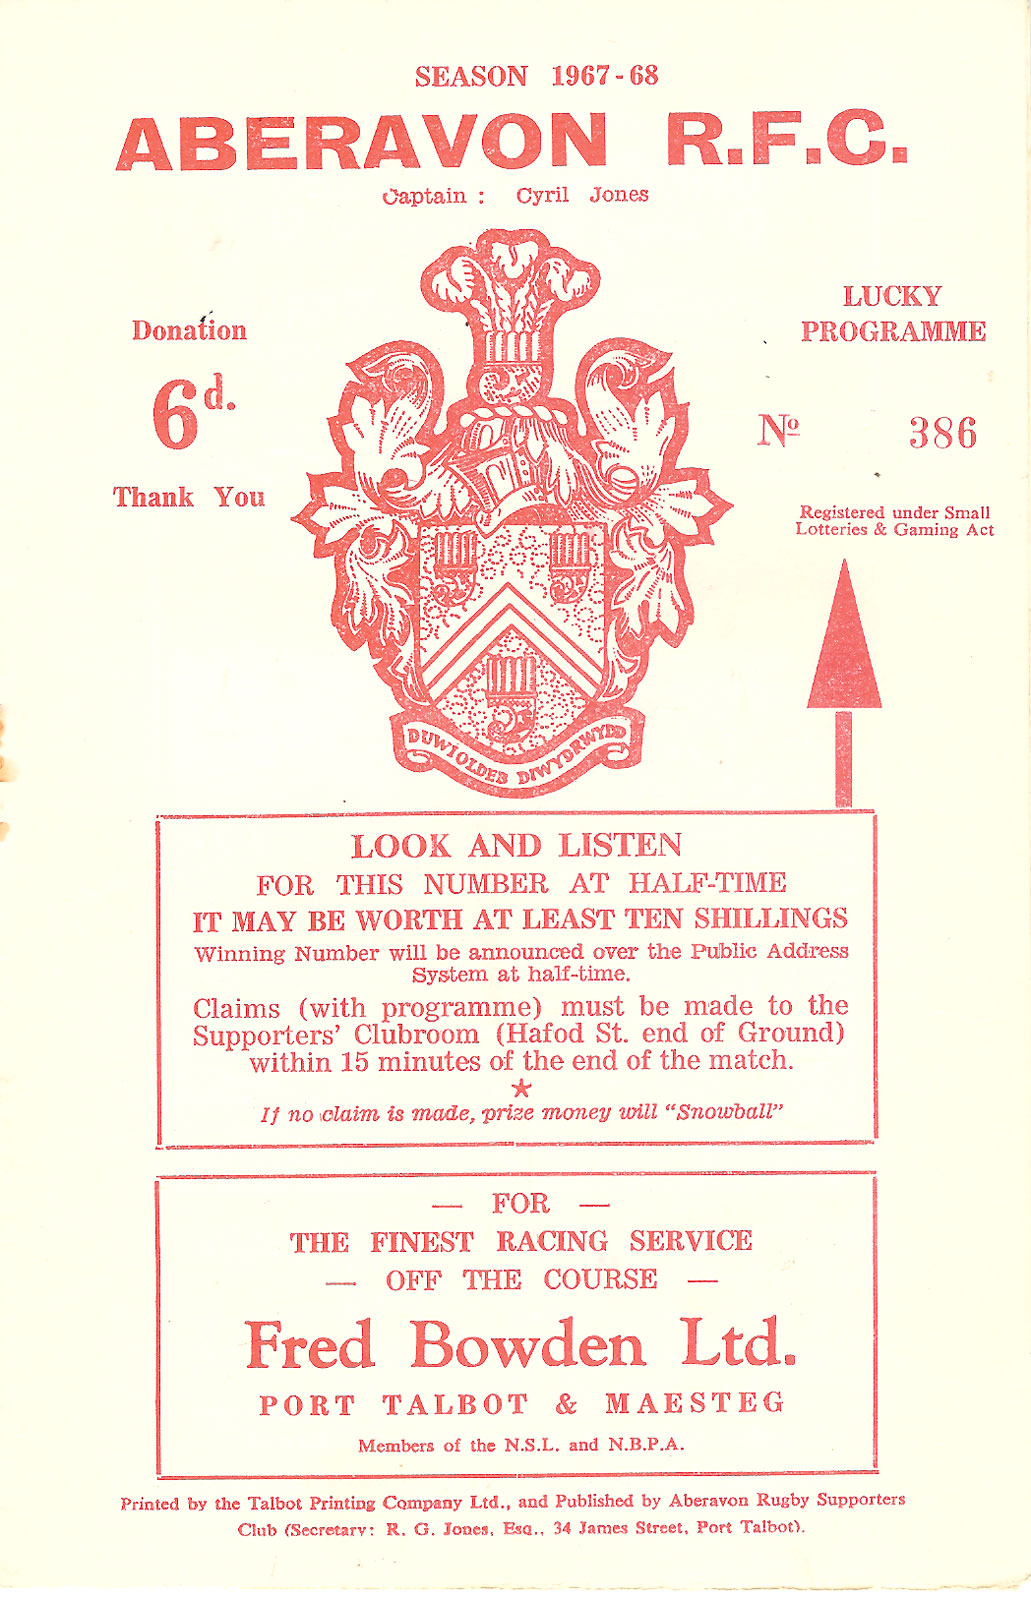 SEASON 1967-68
ABERAVON R.F.C.
Captain : Cyril Jones
Donation
6d.
Thank You
LUCKY
PROGRAMME
Nº 386
Registered under Small
Lotteries & Gaming Act
DUWIOLDEB DIWYDRWYDD
LOOK AND LISTEN
FOR THIS NUMBER AT HALF-TIME
IT MAY BE WORTH AT LEAST TEN SHILLINGS
Winning Number will be announced over the Public Address
System at half-time.
Claims (with programme) must be made to the
Supporters' Clubroom (Hafod St. end of Ground)
within 15 minutes of the end of the match.
★
If no claim is made, prize money will "Snowball"
— FOR —
THE FINEST RACING SERVICE
— OFF THE COURSE —
Fred Bowden Ltd.
PORT TALBOT & MAESTEG
Members of the N.S.L. and N.B.P.A.
Printed by the Talbot Printing Company Ltd., and Published by Aberavon Rugby Supporters
Club (Secretary: R. G. Jones, Esq., 34 James Street, Port Talbot).